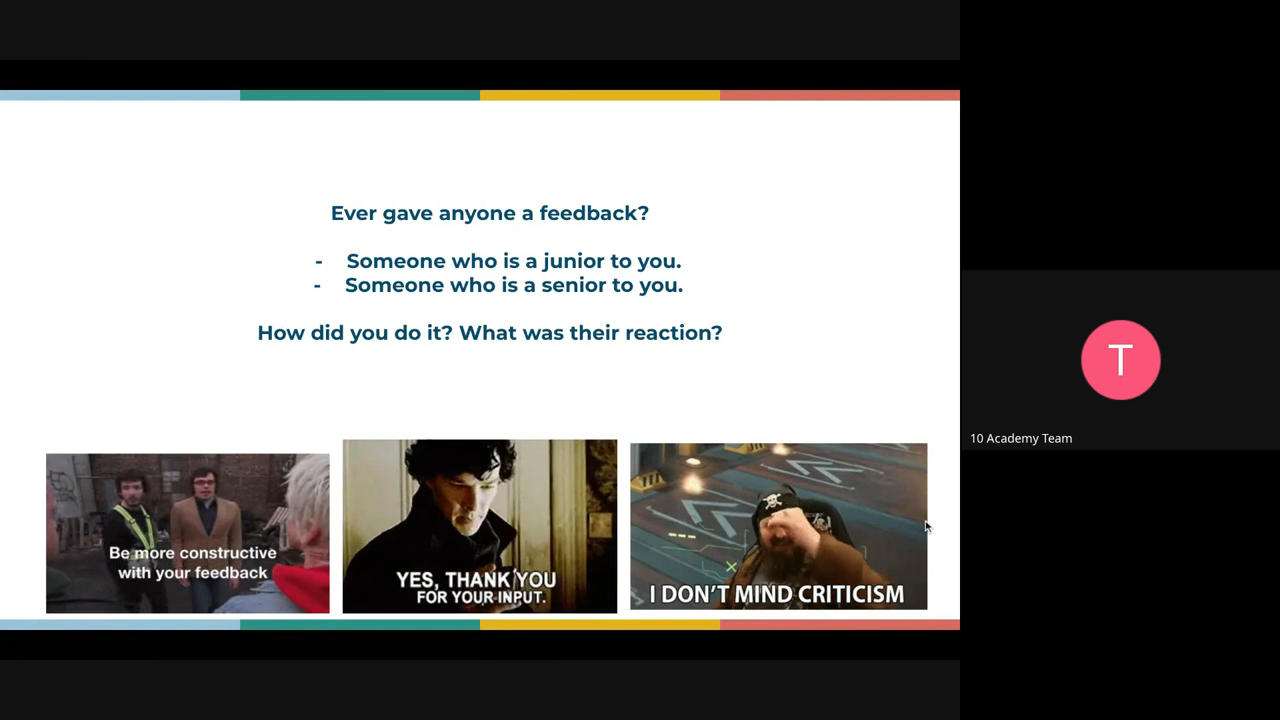 Ever gave anyone a feedback?
- Someone who is a junior to you.
- Someone who is a senior to you.
How did you do it? What was their reaction?
Be more constructive
with your feedback
YES, THANK YOU
FOR YOUR INPUT.
I DON'T MIND CRITICISM
T
10 Academy Team